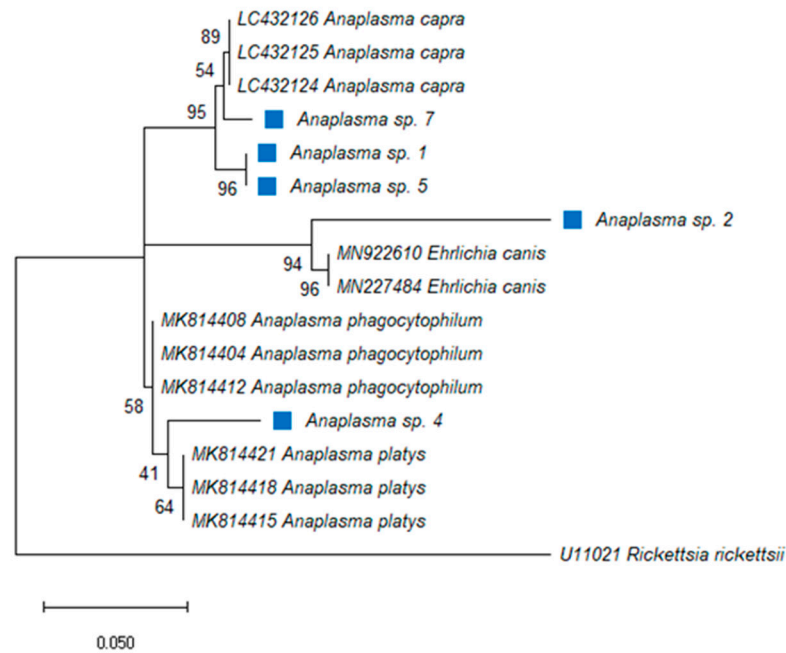 LC432126 Anaplasma capra
89
LC432125 Anaplasma capra
54
LC432124 Anaplasma capra
95
Anaplasma sp. 7
Anaplasma sp. 1
Anaplasma sp. 5
96
Anaplasma sp. 2
MN922610 Ehrlichia canis
94
MN227484 Ehrlichia canis
96
MK814408 Anaplasma phagocytophilum
MK814404 Anaplasma phagocytophilum
MK814412 Anaplasma phagocytophilum
58
Anaplasma sp. 4
MK814421 Anaplasma platys
41
MK814418 Anaplasma platys
64
MK814415 Anaplasma platys
U11021 Rickettsia rickettsii
0.050